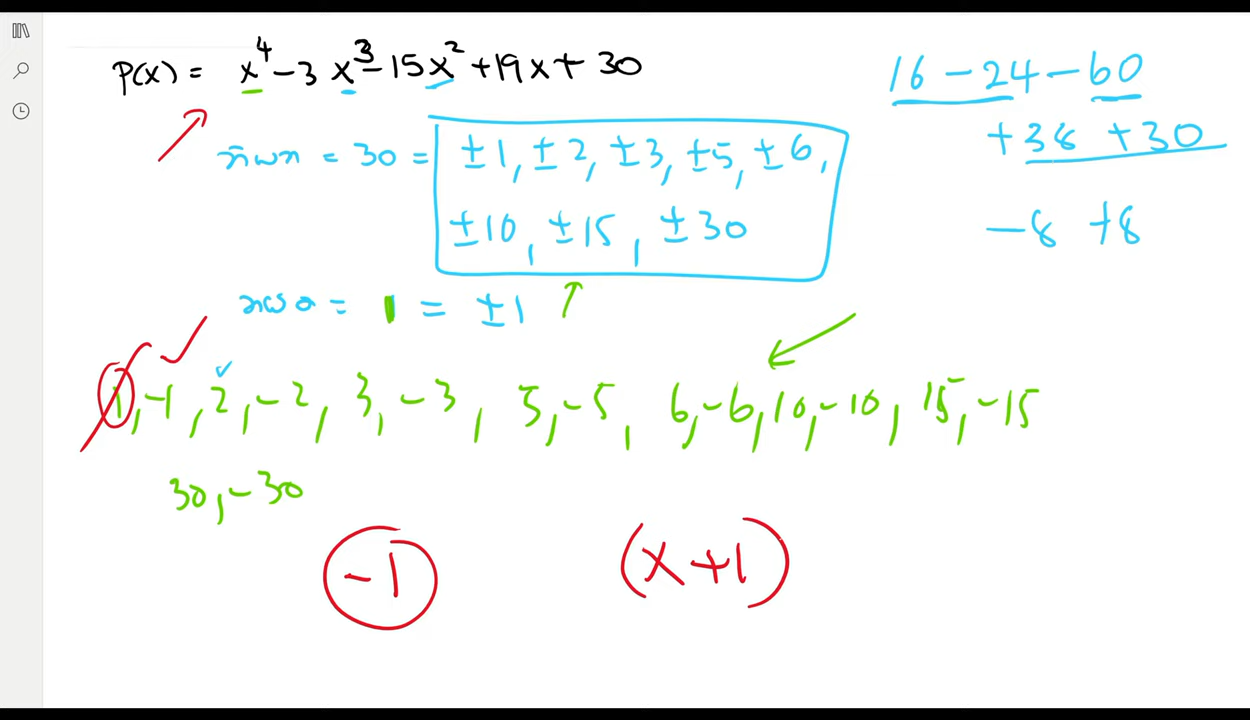 P(x) = x⁴ - 3x³ - 15x² + 19x + 30
16 - 24 - 60
= 30 = ±1, ±2, ±3, ±5, ±6,
+38 +30
±10, ±15, ±30
-8 +8
= 1 = ±1
1, -1, 2, -2, 3, -3, 5, -5, 6, -6, 10, -10, 15, -15
30, -30
-1 (x+1)